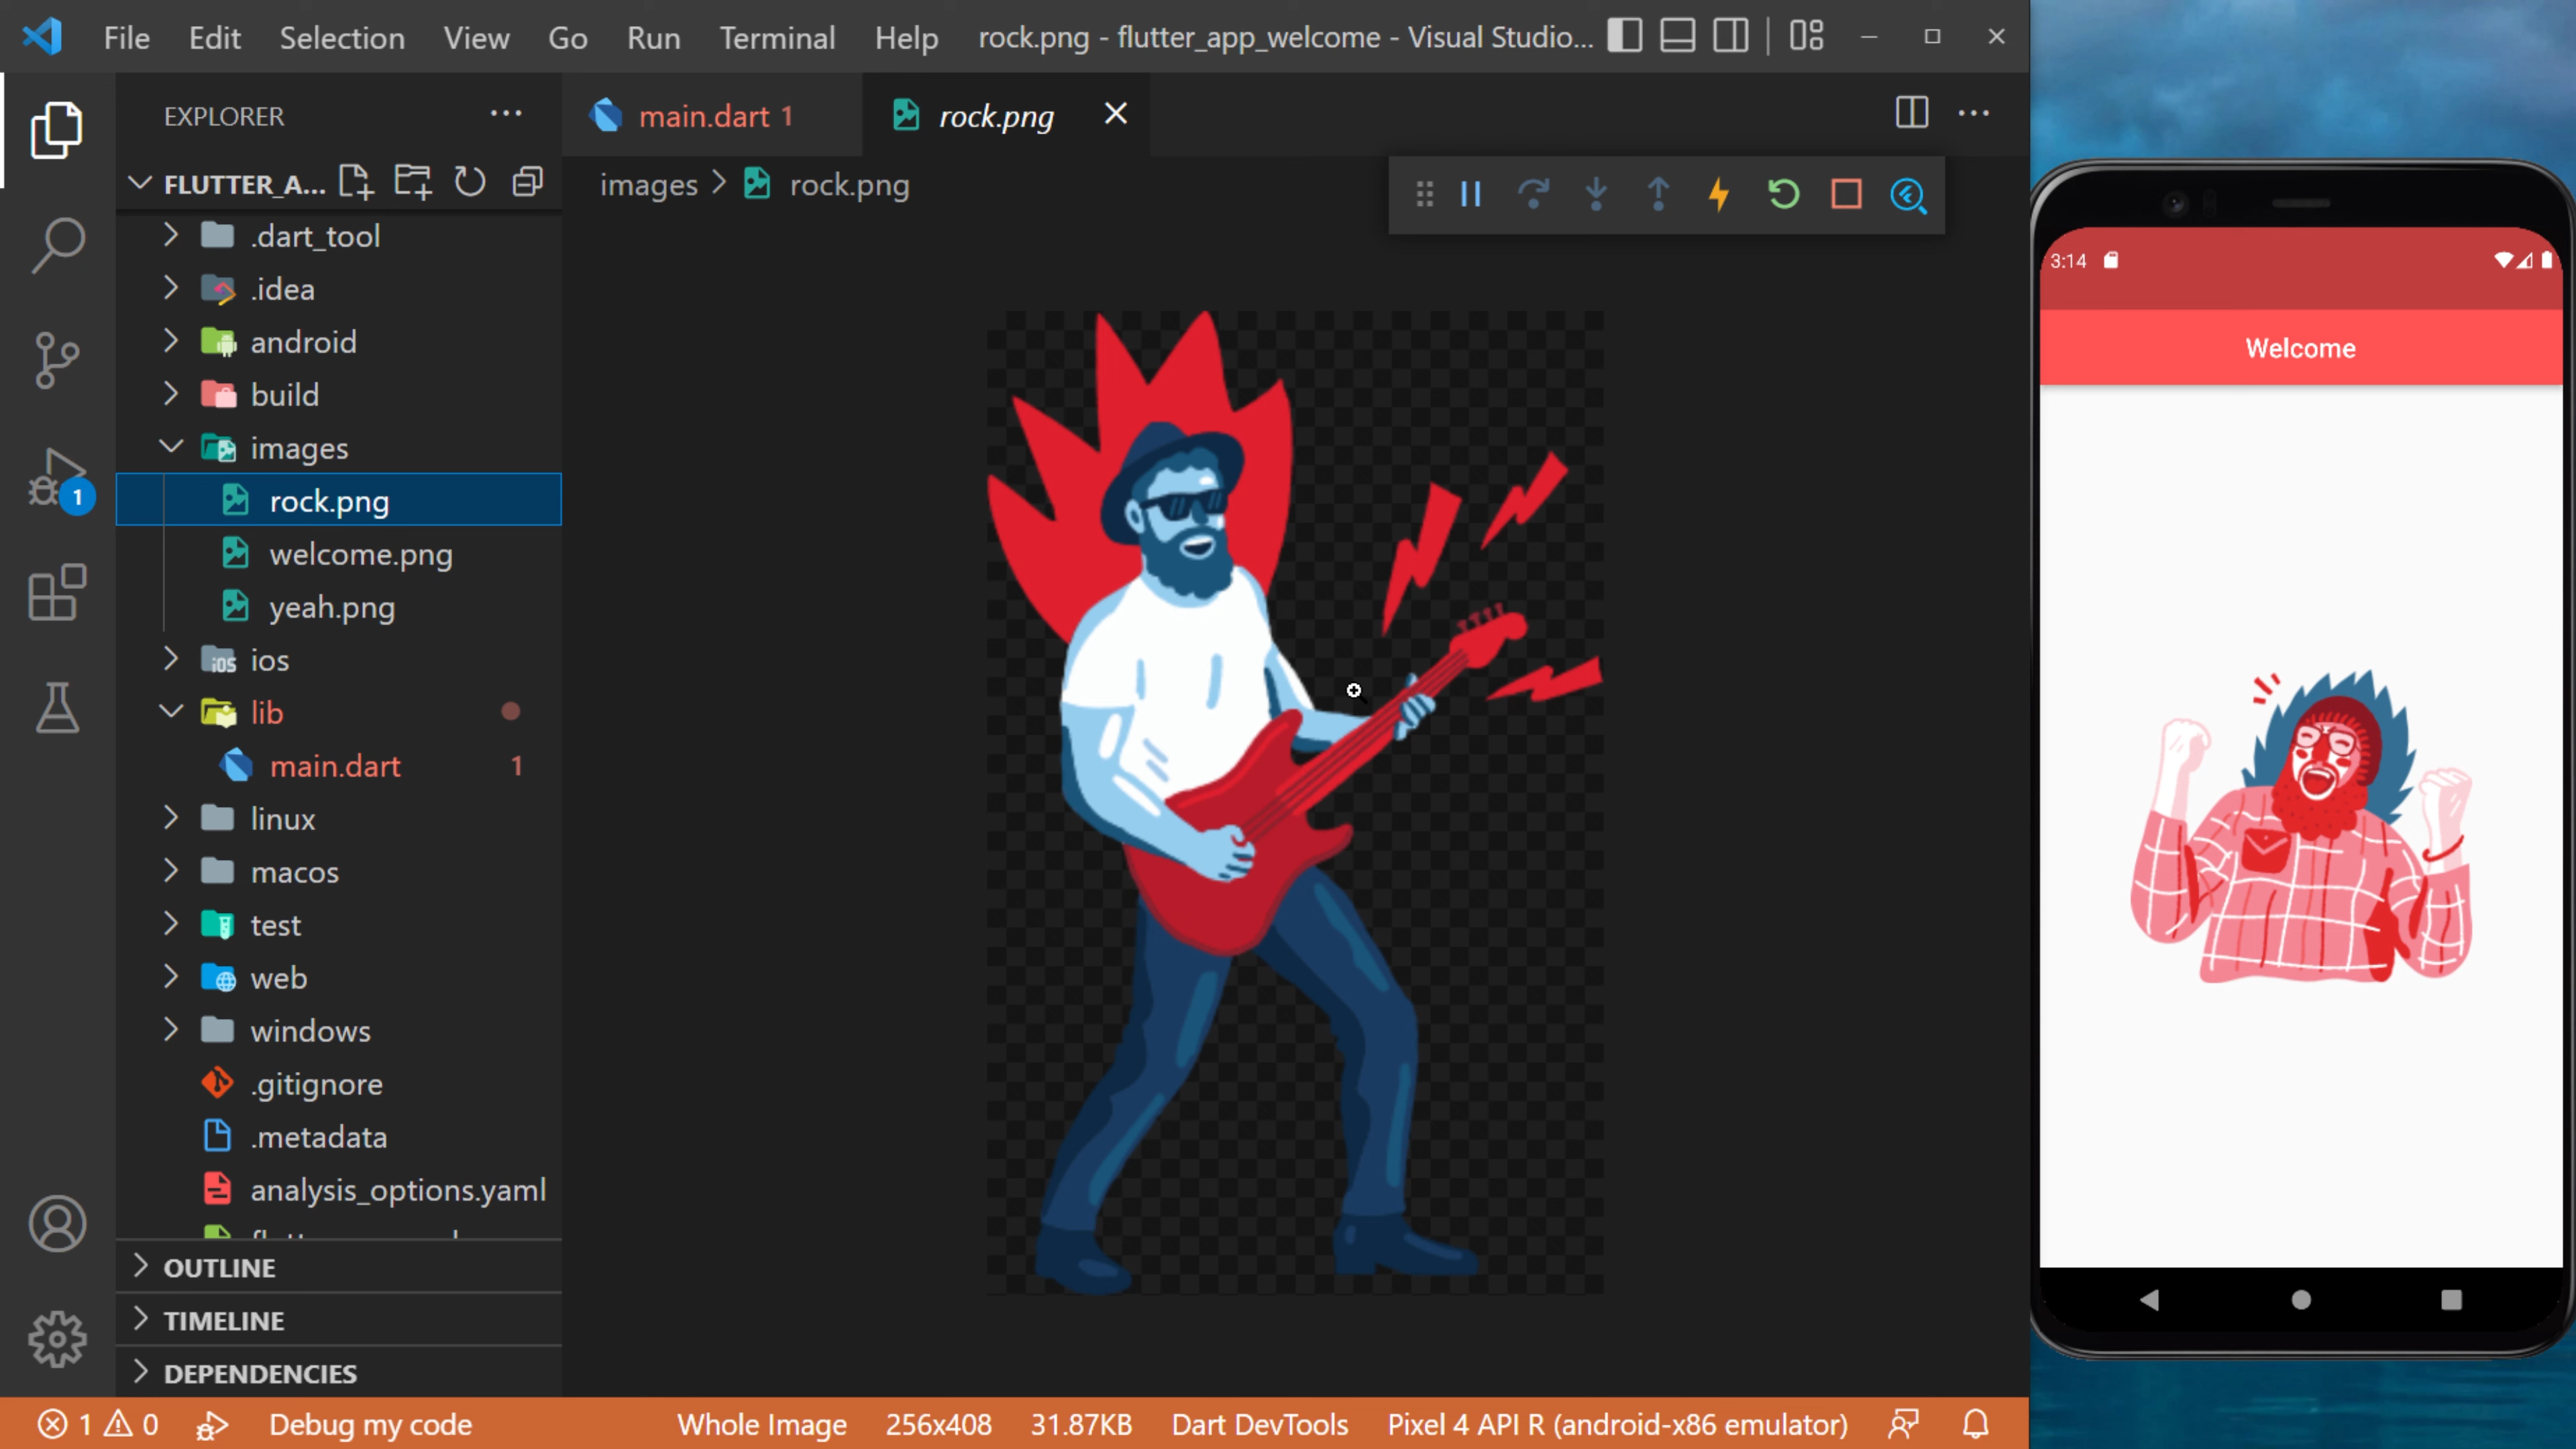 File Edit Selection View Go Run Terminal Help rock.png - flutter_app_welcome - Visual Studio...
EXPLORER
FLUTTER_A...
.dart_tool
.idea
android
build
images
rock.png
welcome.png
yeah.png
ios
lib
main.dart 1
linux
macos
test
web
windows
.gitignore
.metadata
analysis_options.yaml
OUTLINE
TIMELINE
DEPENDENCIES
1
main.dart 1
rock.png
images > rock.png
3:14
Welcome
1 0 Debug my code Whole Image 256x408 31.87KB Dart DevTools Pixel 4 API R (android-x86 emulator)